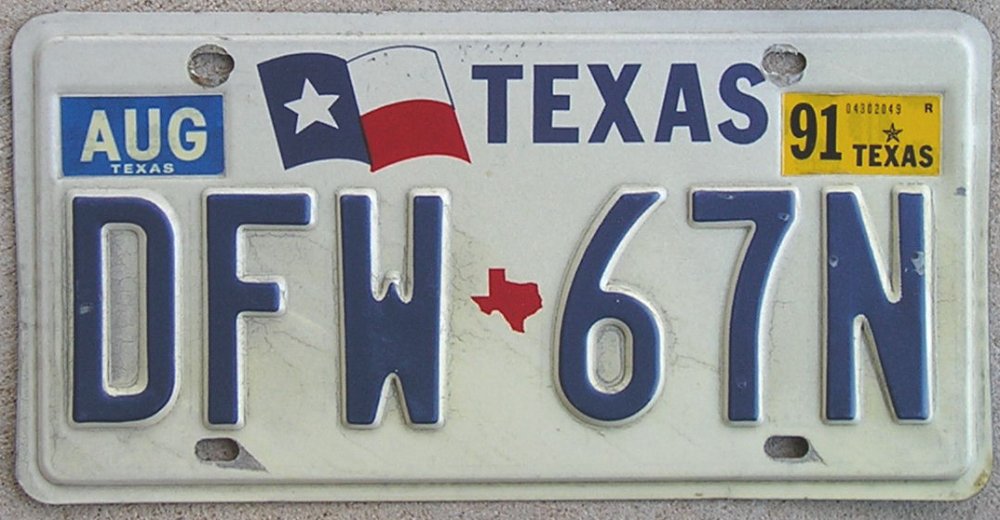 TEXAS
AUG
TEXAS
91 04302049 R
TEXAS
DFW 67N